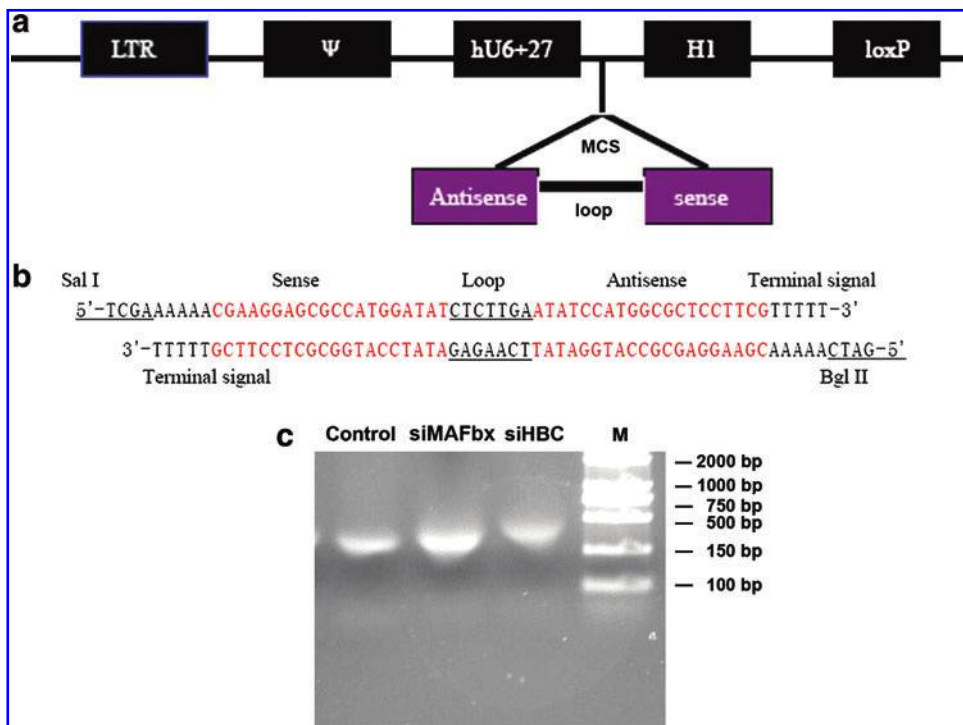 a
LTR Ψ hU6+27 H1 loxP
MCS
Antisense sense
loop
b
Sal I Sense Loop Antisense Terminal signal
5'-TCGAAAAAACGAAGGAGCGCCATGGATATCTCTTGAATATCCATGGCGCTCCTTCGTTTTT-3'
3'-TTTTTGCTTCCTCGCGGTACCTATAGAGAACTTATAGGTACCGCGAGGAAGCAAAAACTAG-5'
Terminal signal Bgl II
c
Control siMAFbx siHBC M
2000 bp
1000 bp
750 bp
500 bp
150 bp
100 bp